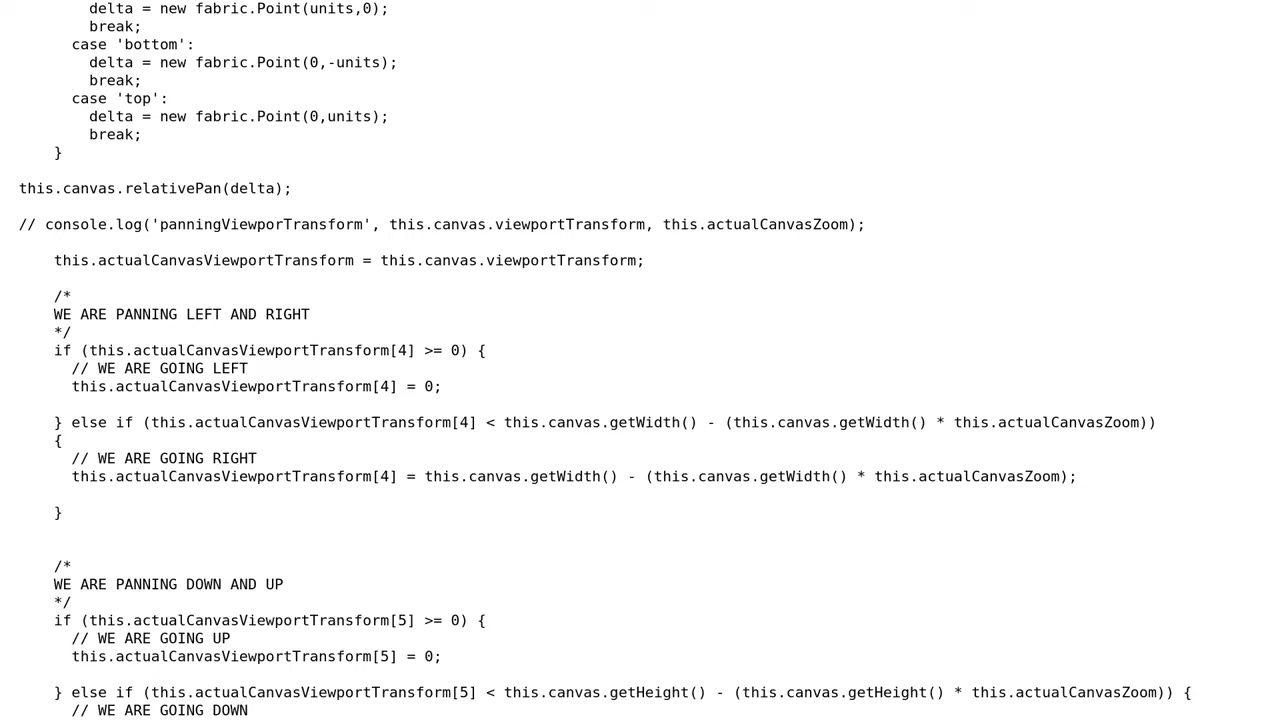 delta = new fabric.Point(units,0);
break;
case 'bottom':
delta = new fabric.Point(0,-units);
break;
case 'top':
delta = new fabric.Point(0,units);
break;
}
this.canvas.relativePan(delta);
// console.log('panningViewporTransform', this.canvas.viewportTransform, this.actualCanvasZoom);
this.actualCanvasViewportTransform = this.canvas.viewportTransform;
/*
WE ARE PANNING LEFT AND RIGHT
*/
if (this.actualCanvasViewportTransform[4] >= 0) {
// WE ARE GOING LEFT
this.actualCanvasViewportTransform[4] = 0;
} else if (this.actualCanvasViewportTransform[4] < this.canvas.getWidth() - (this.canvas.getWidth() * this.actualCanvasZoom))
{
// WE ARE GOING RIGHT
this.actualCanvasViewportTransform[4] = this.canvas.getWidth() - (this.canvas.getWidth() * this.actualCanvasZoom);
}
/*
WE ARE PANNING DOWN AND UP
*/
if (this.actualCanvasViewportTransform[5] >= 0) {
// WE ARE GOING UP
this.actualCanvasViewportTransform[5] = 0;
} else if (this.actualCanvasViewportTransform[5] < this.canvas.getHeight() - (this.canvas.getHeight() * this.actualCanvasZoom)) {
// WE ARE GOING DOWN